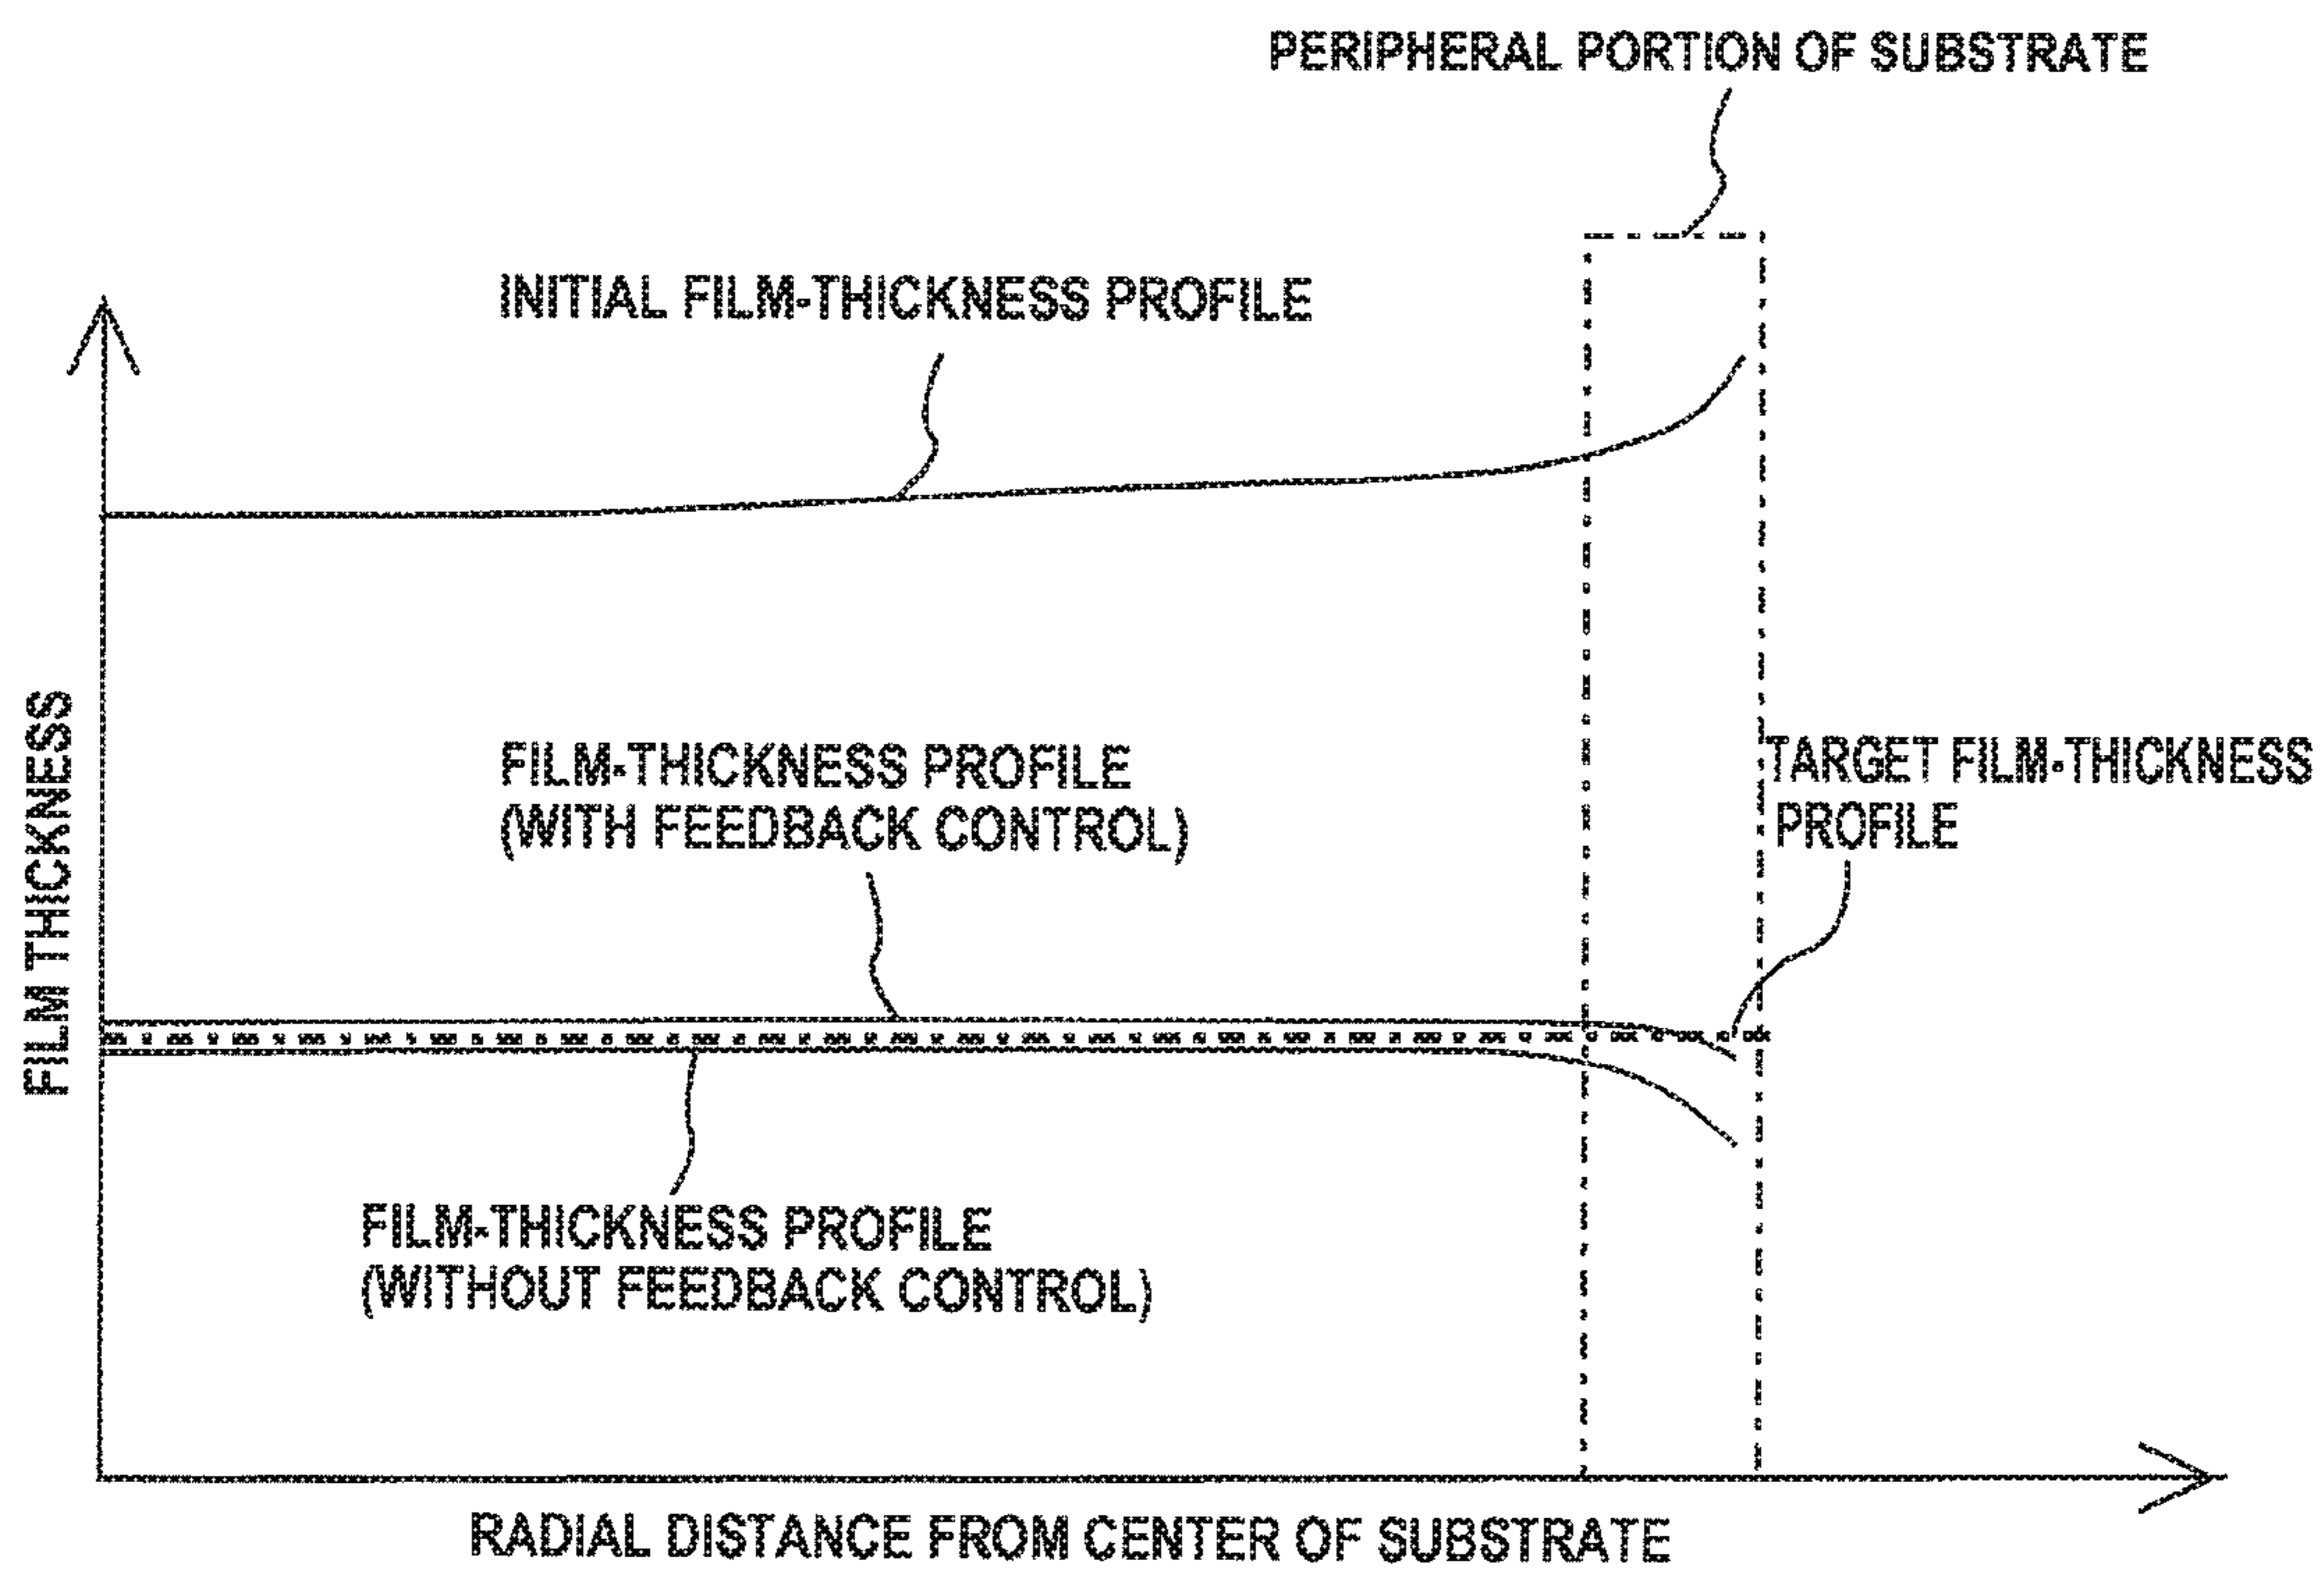 PERIPHERAL PORTION OF SUBSTRATE
INITIAL FILM-THICKNESS PROFILE
FILM THICKNESS
FILM-THICKNESS PROFILE
(WITH FEEDBACK CONTROL)
TARGET FILM-THICKNESS
PROFILE
FILM-THICKNESS PROFILE
(WITHOUT FEEDBACK CONTROL)
RADIAL DISTANCE FROM CENTER OF SUBSTRATE